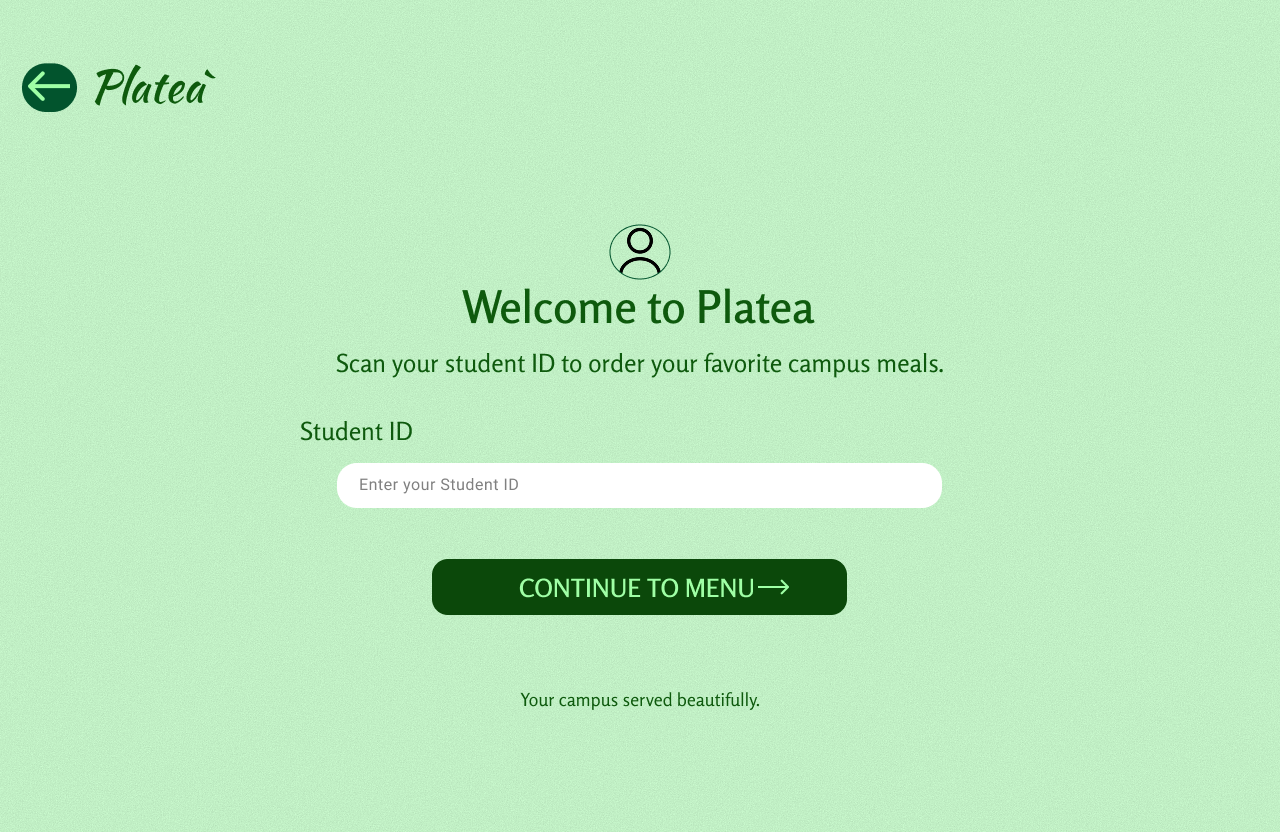 Platea`
Welcome to Platea
Scan your student ID to order your favorite campus meals.
Student ID
Enter your Student ID
CONTINUE TO MENU
Your campus served beautifully.